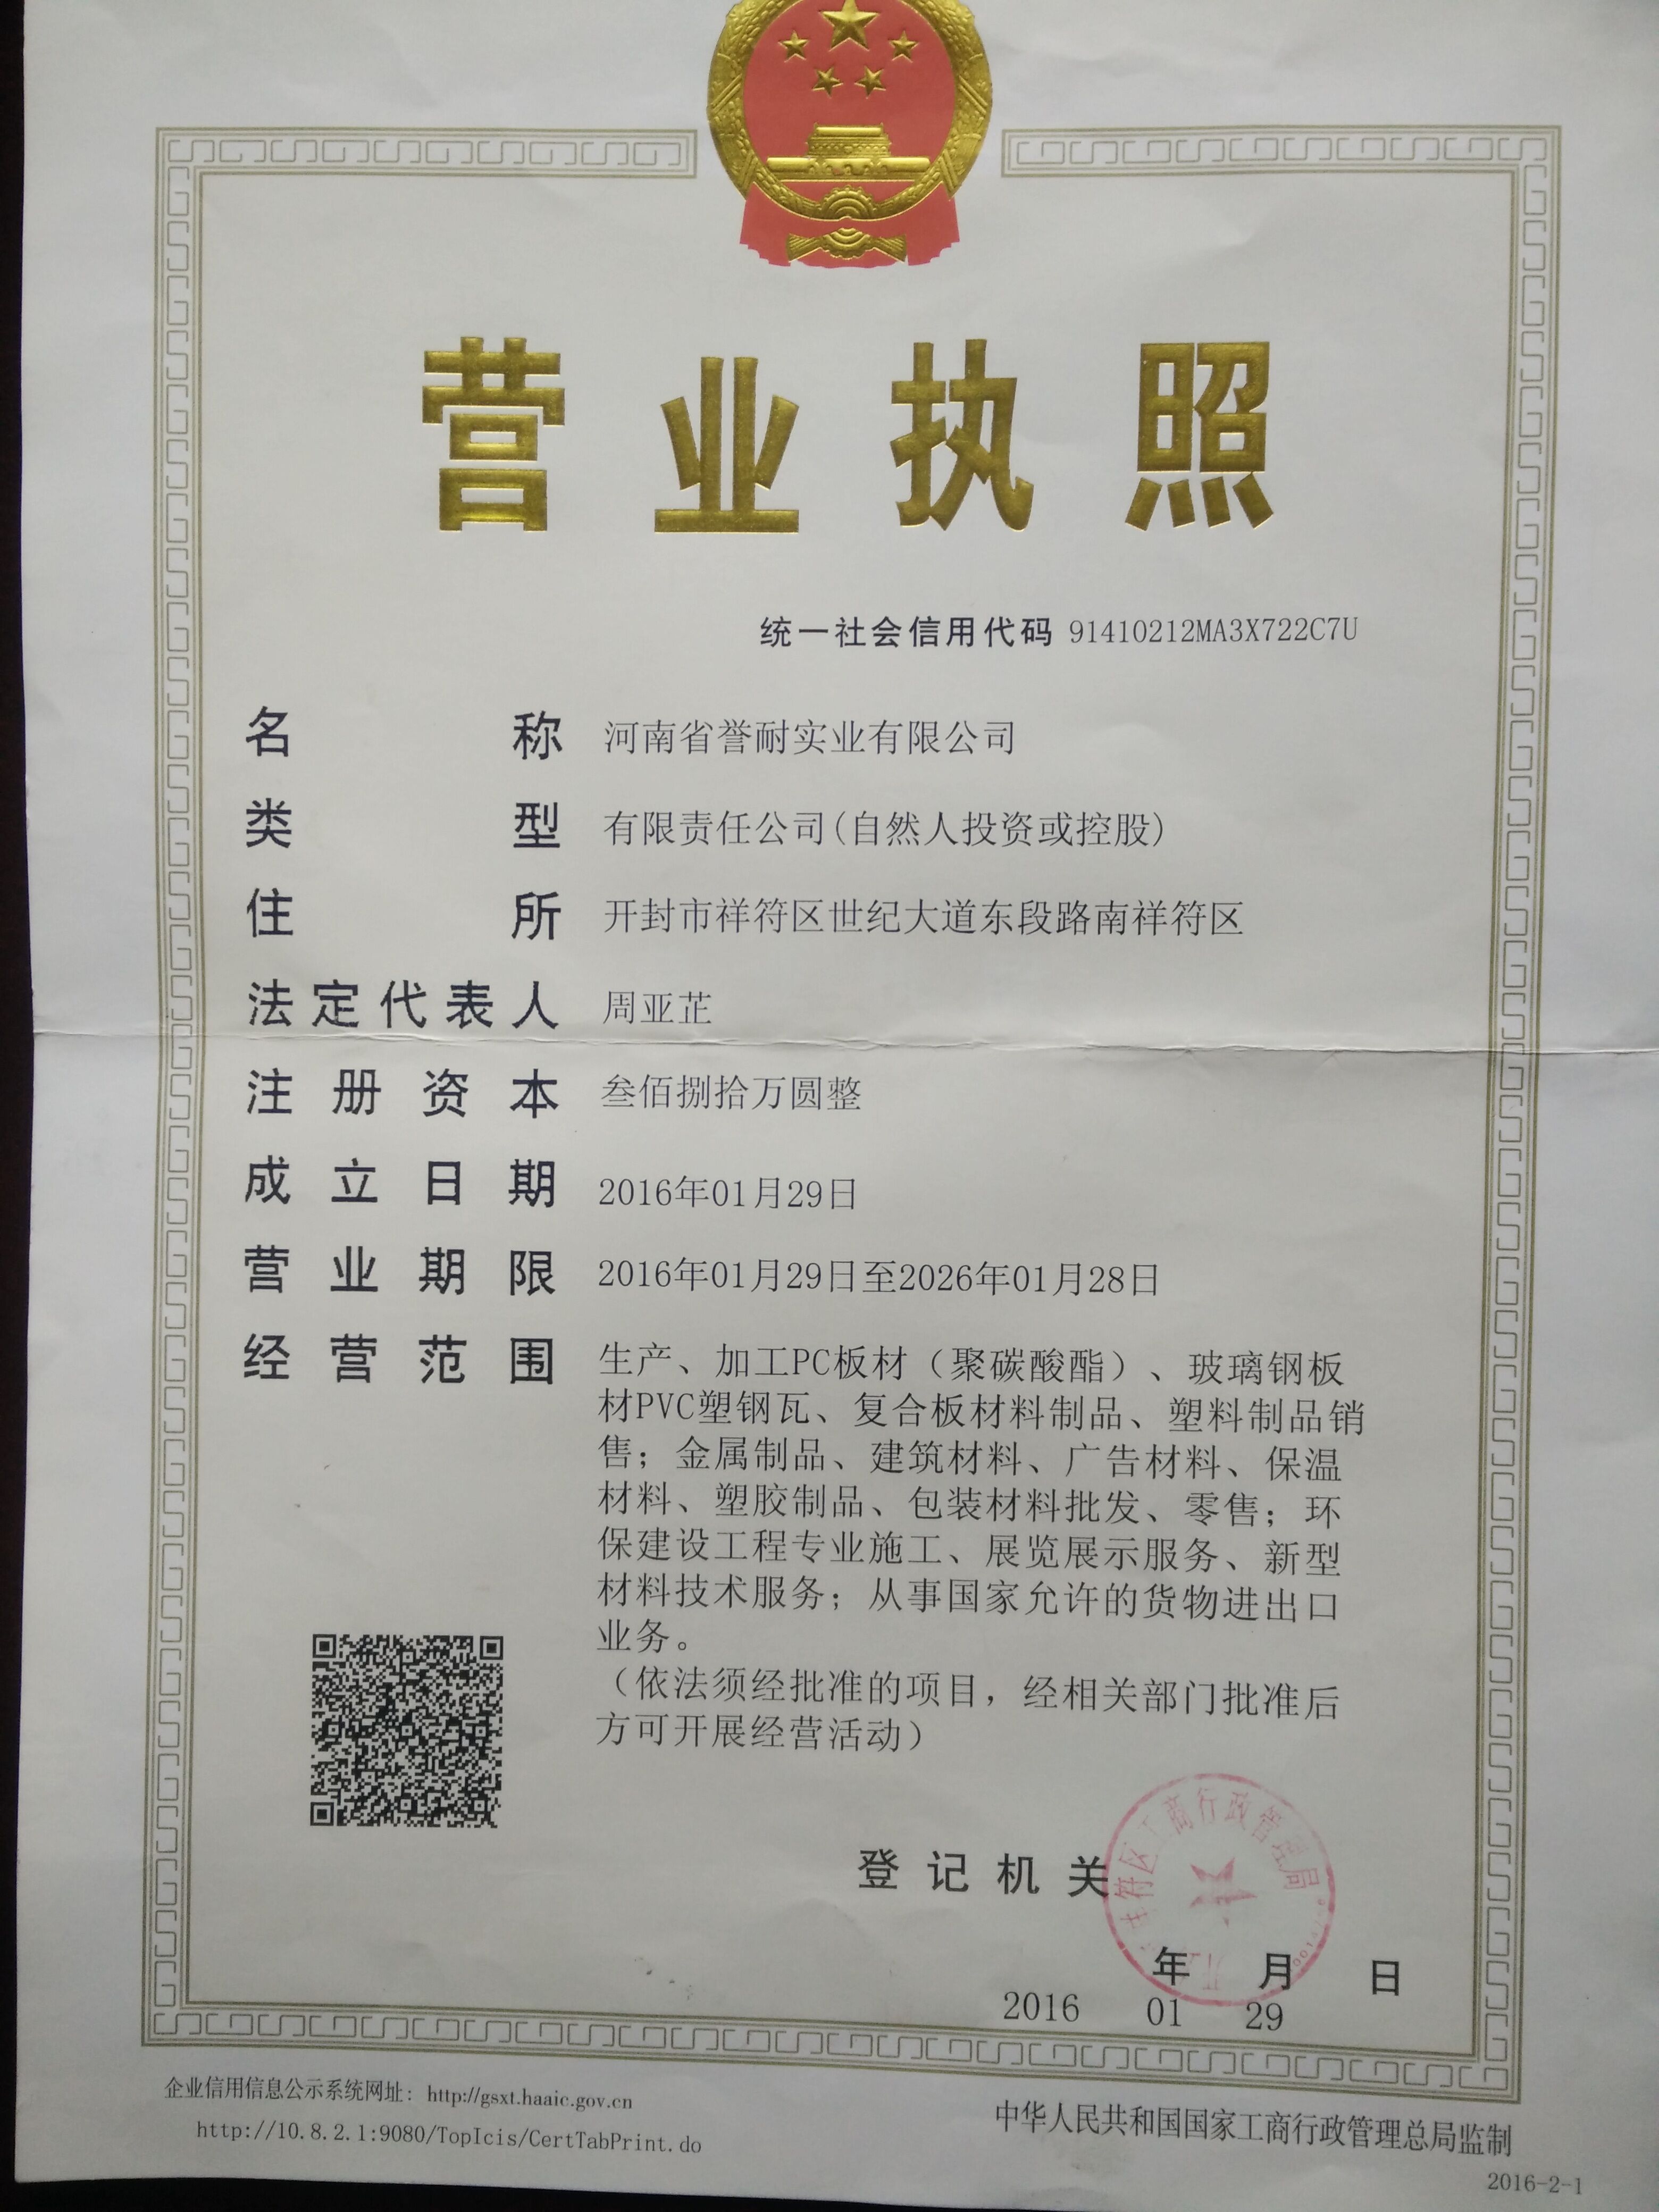 营业执照
统一社会信用代码 91410212MA3X722C7U
名称 河南省誉耐实业有限公司
类型 有限责任公司(自然人投资或控股)
住所 开封市祥符区世纪大道东段路南祥符区
法定代表人 周亚芷
注册资本 叁佰捌拾万圆整
成立日期 2016年01月29日
营业期限 2016年01月29日至2026年01月28日
经营范围 生产、加工PC板材（聚碳酸酯）、玻璃钢板
材PVC塑钢瓦、复合板材料制品、塑料制品销
售；金属制品、建筑材料、广告材料、保温
材料、塑胶制品、包装材料批发、零售；环
保建设工程专业施工、展览展示服务、新型
材料技术服务；从事国家允许的货物进出口
业务。
（依法须经批准的项目，经相关部门批准后
方可开展经营活动）
登记机关
符区工商行政管理局
年 月 日
2016 01 29
企业信用信息公示系统网址：http://gsxt.haaic.gov.cn
http://10.8.2.1:9080/TopIcis/CertTabPrint.do
中华人民共和国国家工商行政管理总局监制
2016-2-1